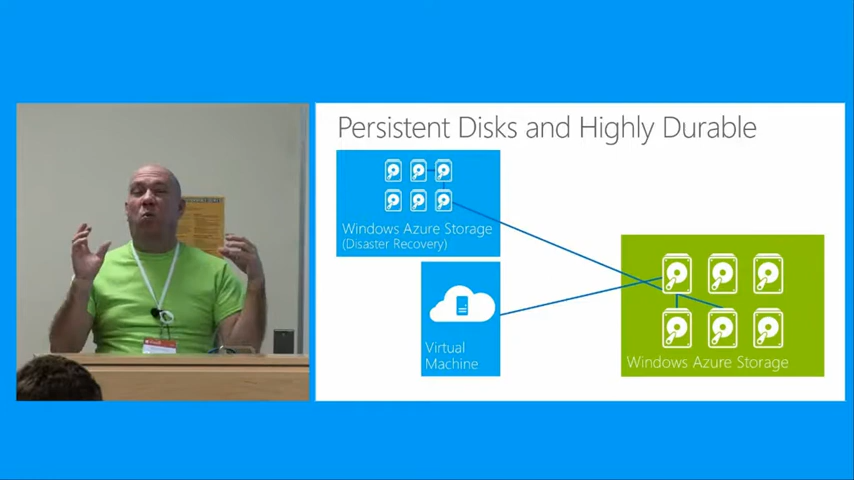 Persistent Disks and Highly Durable
Windows Azure Storage
(Disaster Recovery)
Virtual
Machine
Windows Azure Storage